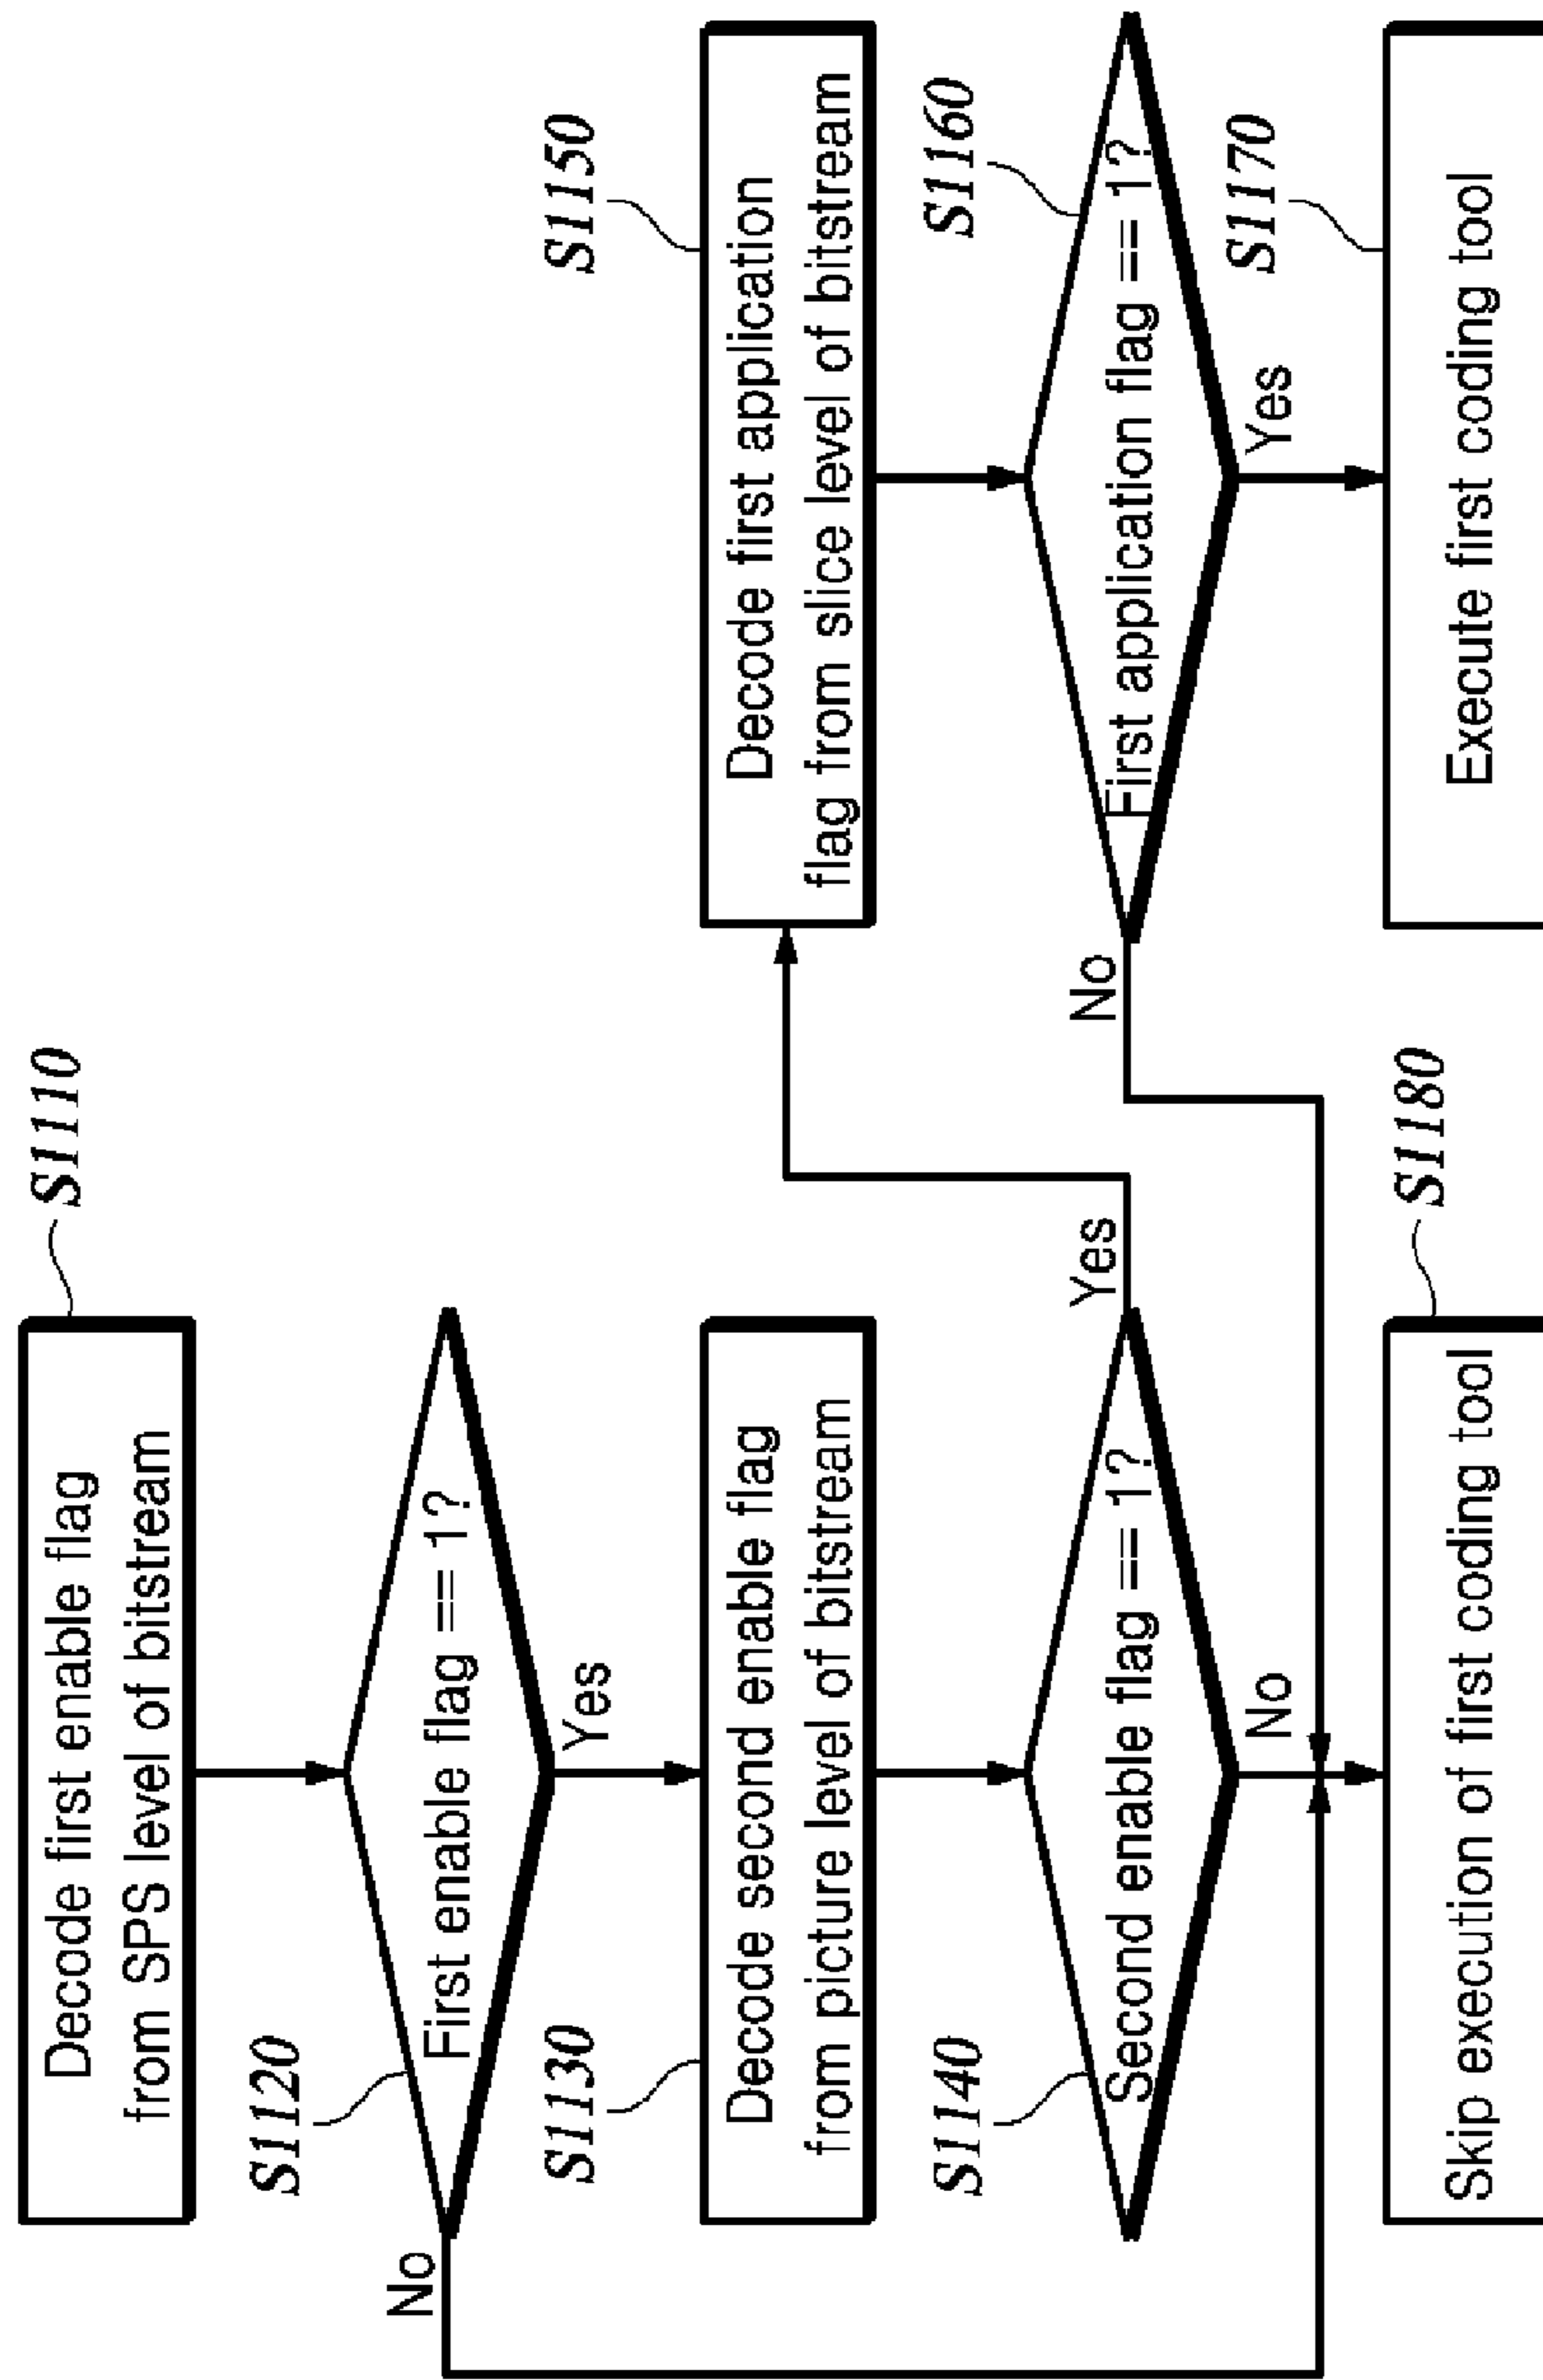 S1110
Decode first enable flag
from SPS level of bitstream
S1120
First enable flag == 1?
No
Yes
S1130
Decode second enable flag
from picture level of bitstream
S1140
Second enable flag == 1?
Yes
No
S1150
Decode first application
flag from slice level of bitstream
S1160
First application flag == 1?
No
Yes
S1170
Execute first coding tool
S1180
Skip execution of first coding tool